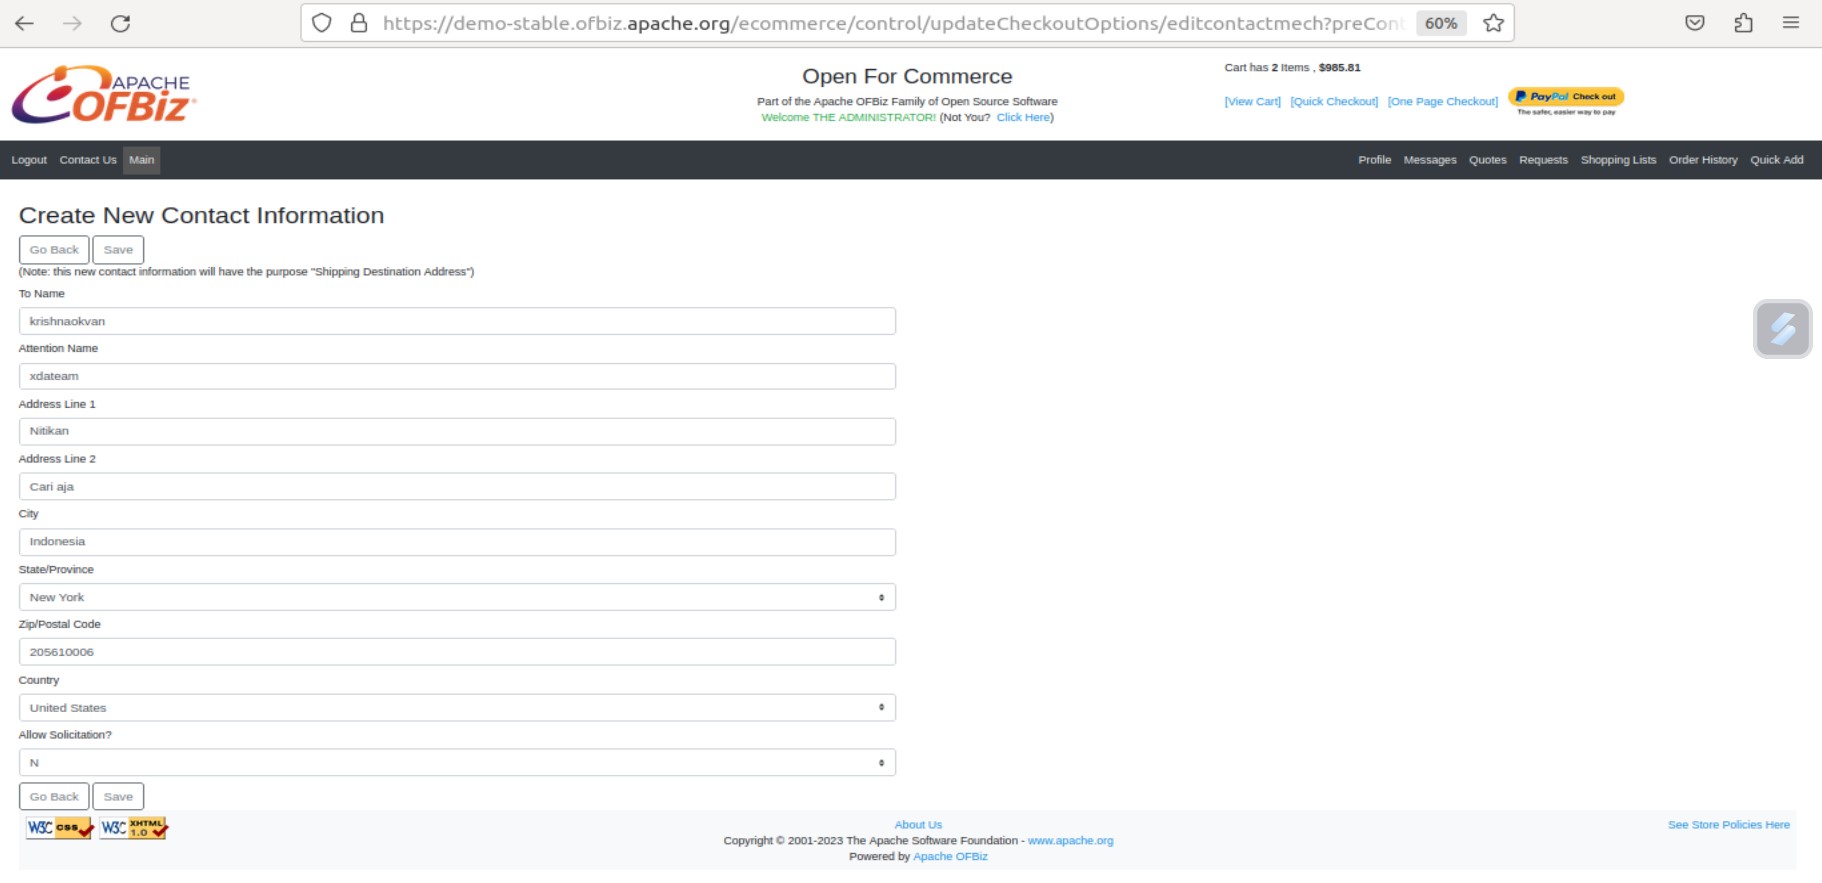 https://demo-stable.ofbiz.apache.org/ecommerce/control/updateCheckoutOptions/editcontactmech?preCont 60%
APACHE
OFBiz
Open For Commerce
Part of the Apache OFBiz Family of Open Source Software
Welcome THE ADMINISTRATOR! (Not You? Click Here)
Cart has 2 Items , $985.81
[View Cart] [Quick Checkout] [One Page Checkout] PayPal Check out
The safer, easier way to pay
Logout Contact Us Main Profile Messages Quotes Requests Shopping Lists Order History Quick Add
Create New Contact Information
Go Back Save
(Note: this new contact information will have the purpose "Shipping Destination Address")
To Name
krishnaokvan
Attention Name
xdateam
Address Line 1
Nitikan
Address Line 2
Cari aja
City
Indonesia
State/Province
New York
Zip/Postal Code
205610006
Country
United States
Allow Solicitation?
N
Go Back Save
W3C css W3C XHTML 1.0
About Us
See Store Policies Here
Copyright © 2001-2023 The Apache Software Foundation - www.apache.org
Powered by Apache OFBiz